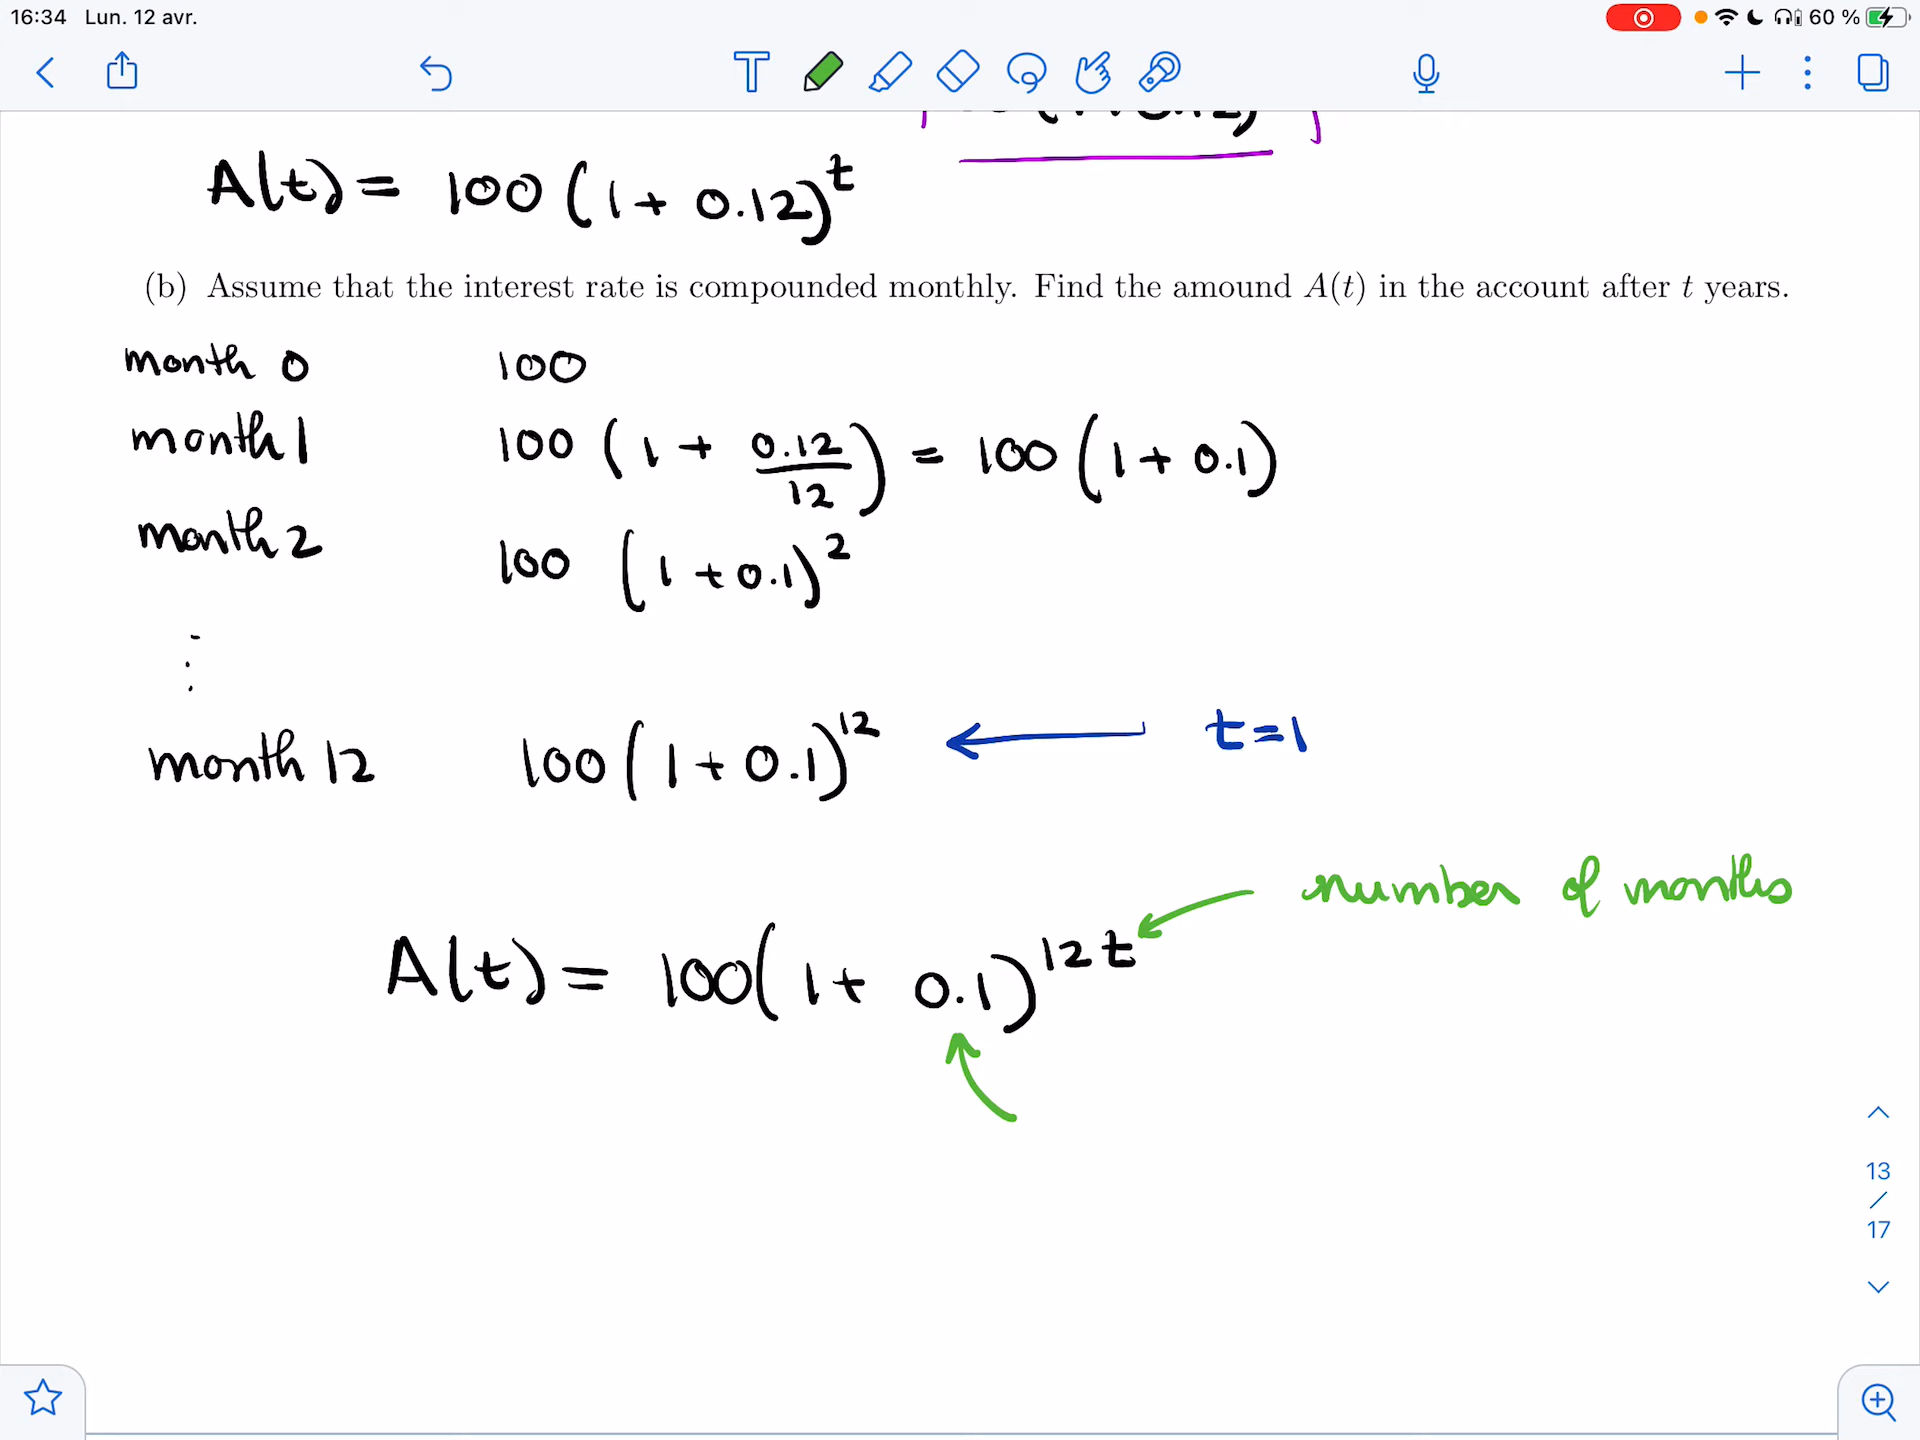 16:34 Lun. 12 avr. 60 %
A(t) = 100 (1 + 0.12)^t
(b) Assume that the interest rate is compounded monthly. Find the amound A(t) in the account after t years.
month 0 100
month 1 100 (1 + 0.12/12) = 100 (1 + 0.1)
month 2 100 (1 + 0.1)^2
⋮
month 12 100 (1 + 0.1)^12 ← t = 1
number of months
A(t) = 100 (1 + 0.1)^12t
13
/
17